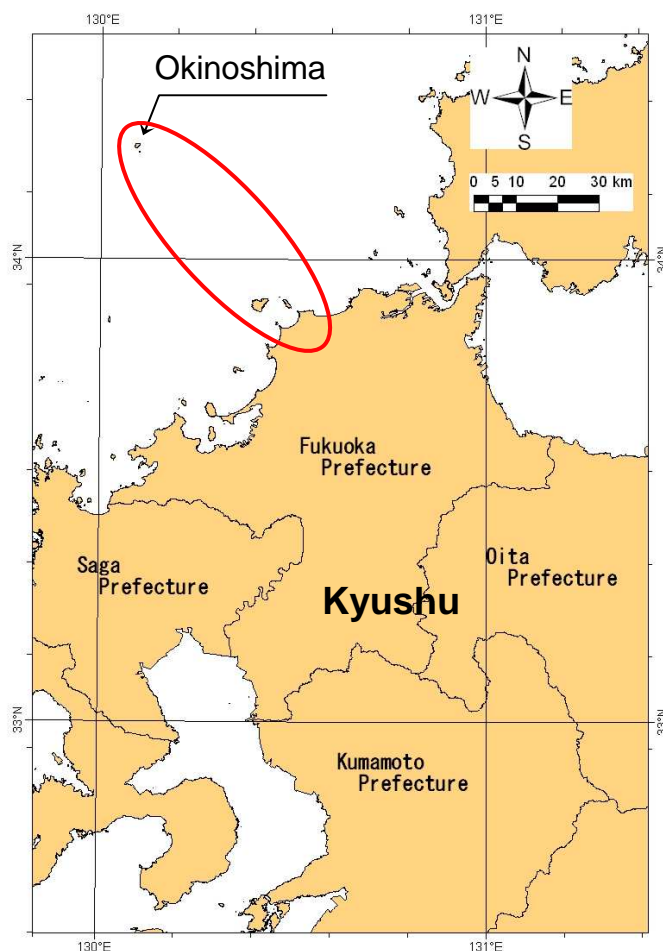 130°E
131°E
Okinoshima
N
W
E
S
0 5 10 20 30 km
34°N
34°N
Fukuoka
Prefecture
Saga
Prefecture
Oita
Prefecture
Kyushu
33°N
33°N
Kumamoto
Prefecture
130°E
131°E